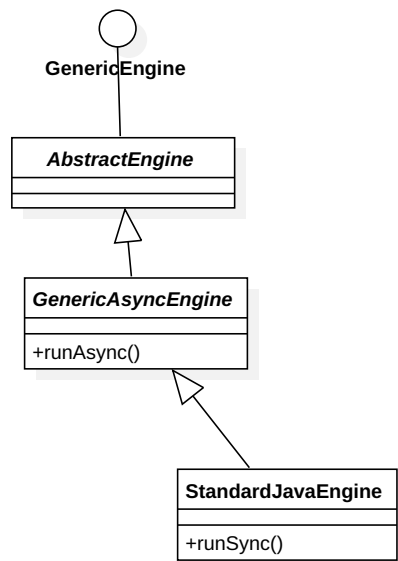 GenericEngine
AbstractEngine
GenericAsyncEngine
+runAsync()
StandardJavaEngine
+runSync()